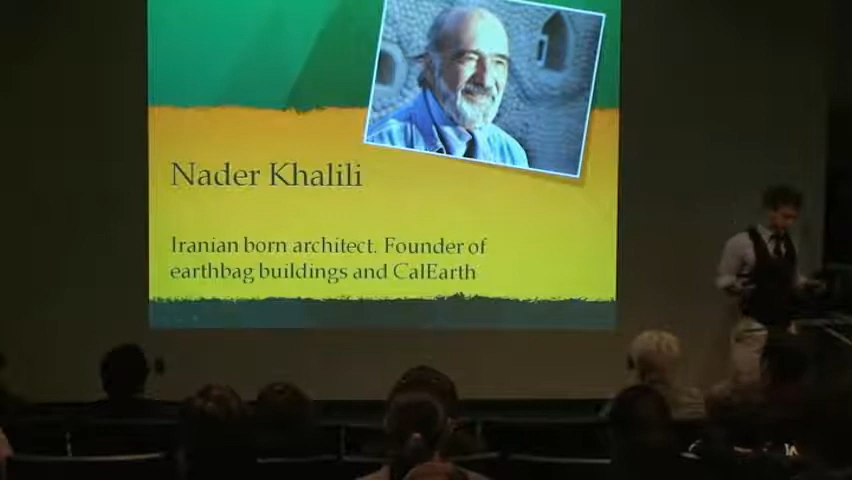 Nader Khalili
Iranian born architect. Founder of
earthbag buildings and CalEarth